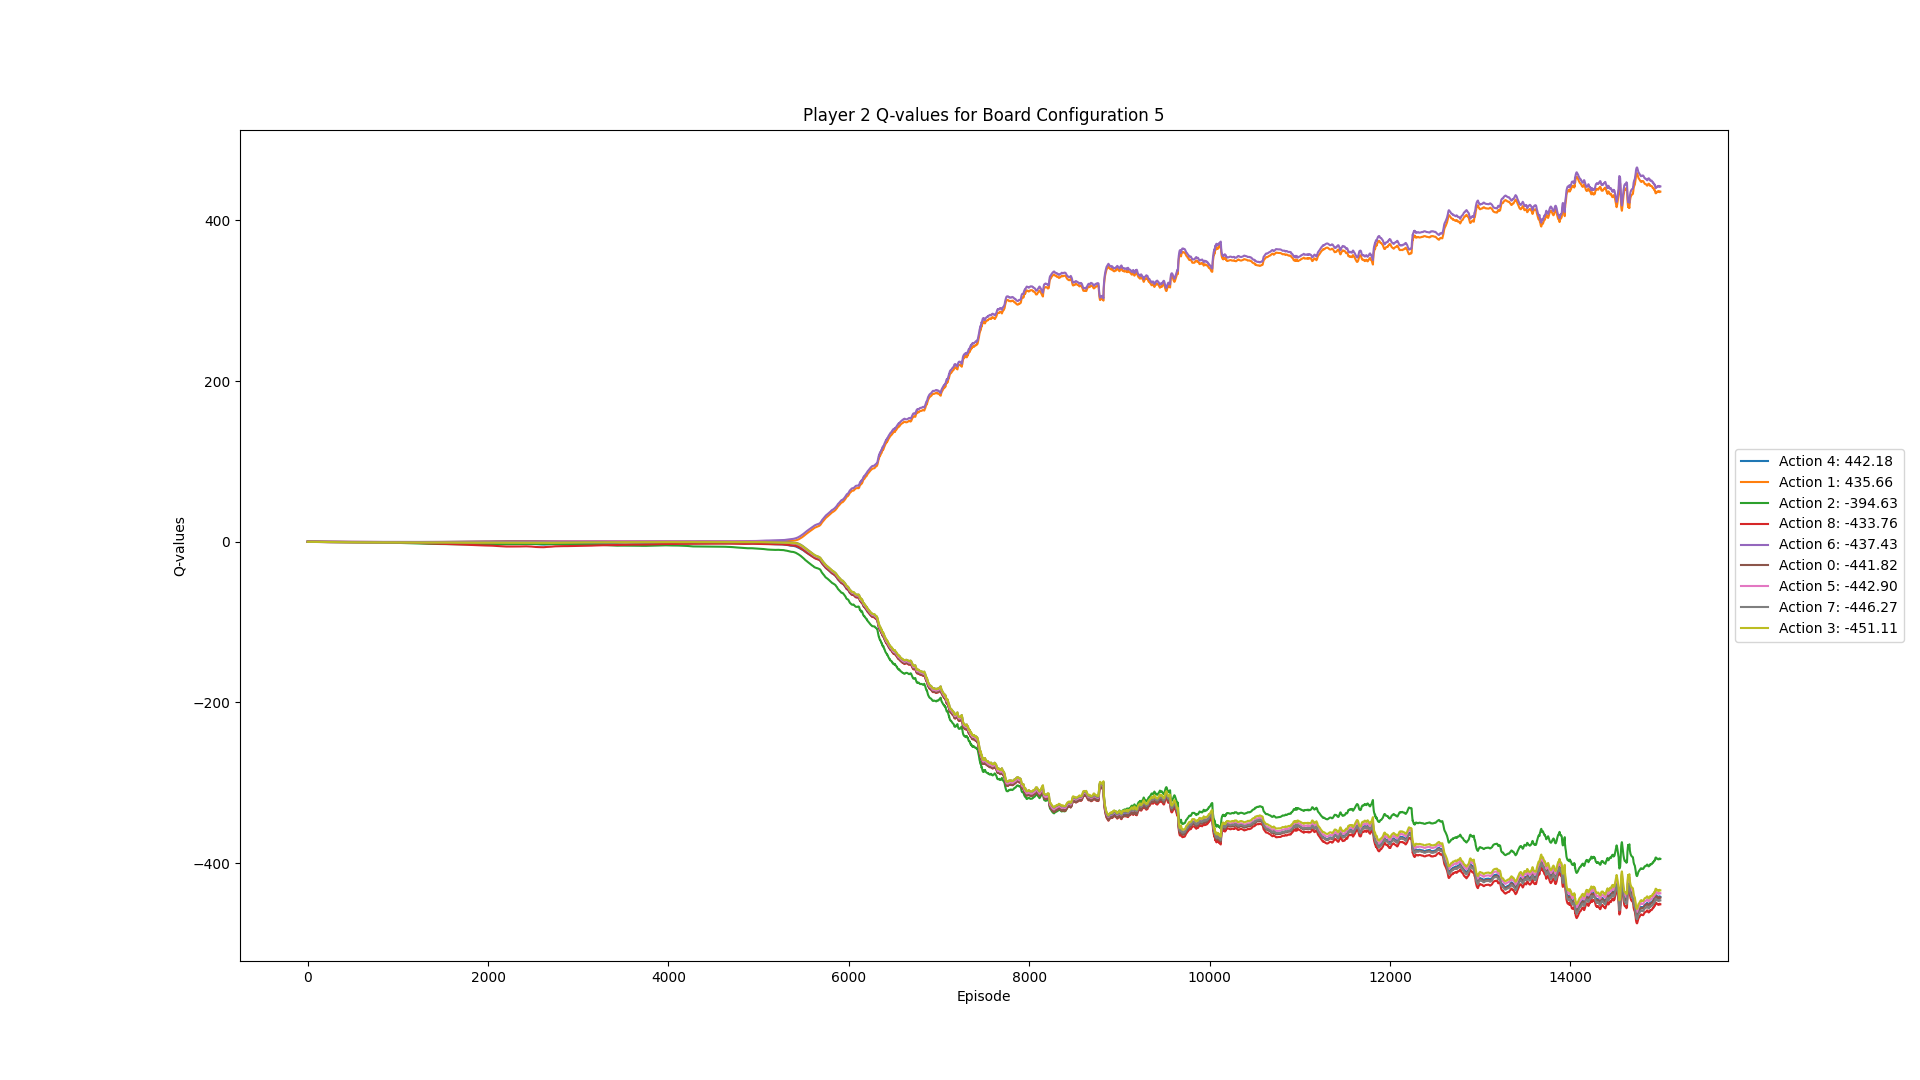 Player 2 Q-values for Board Configuration 5
Q-values
400
200
0
−200
−400
0 2000 4000 6000 8000 10000 12000 14000
Episode
Action 4: 442.18
Action 1: 435.66
Action 2: -394.63
Action 8: -433.76
Action 6: -437.43
Action 0: -441.82
Action 5: -442.90
Action 7: -446.27
Action 3: -451.11